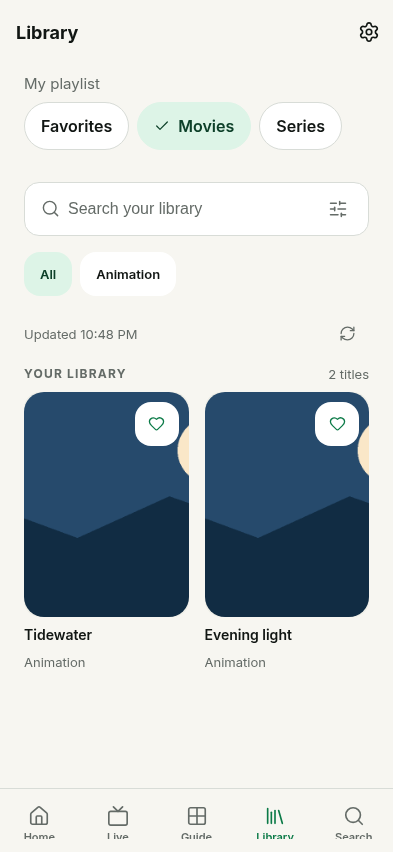 Library
My playlist
Favorites
Movies
Series
Search your library
All
Animation
Updated 10:48 PM
YOUR LIBRARY
2 titles
Tidewater
Evening light
Animation
Animation
Home
Live
Guide
Library
Search